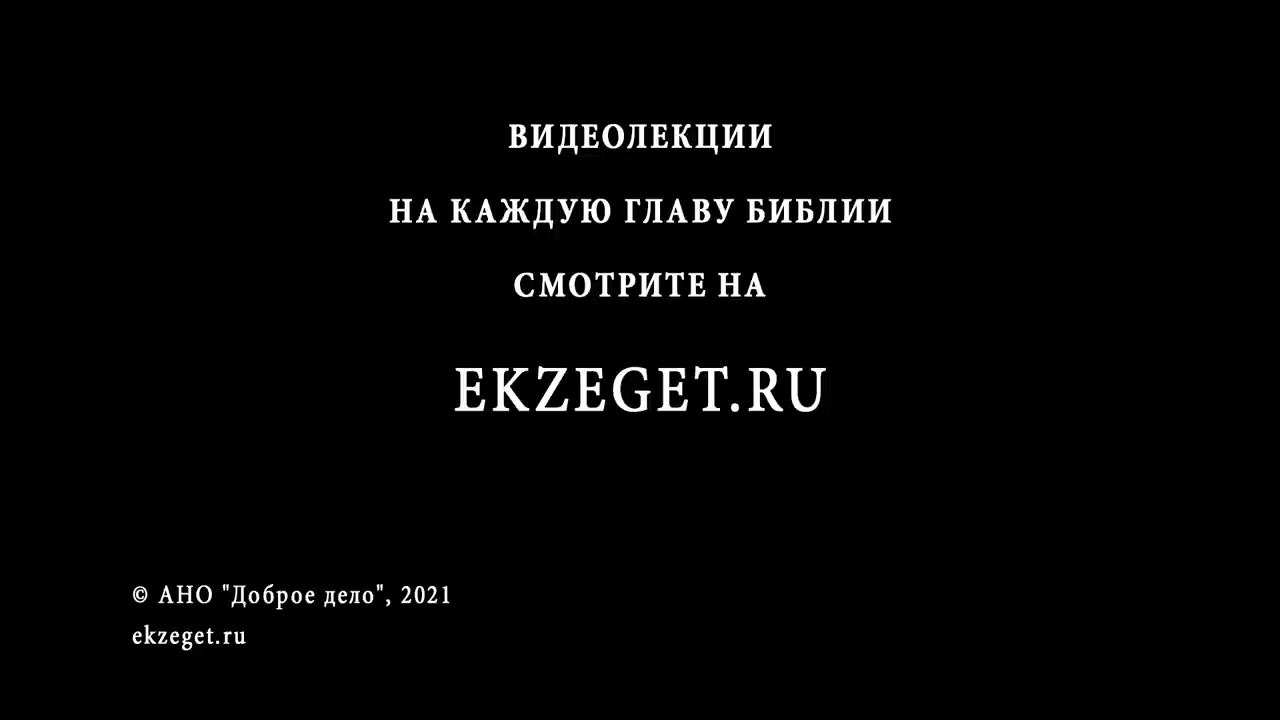 ВИДЕОЛЕКЦИИ
НА КАЖДУЮ ГЛАВУ БИБЛИИ
СМОТРИТЕ НА
EKZEGET.RU
© АНО "Доброе дело", 2021
ekzeget.ru